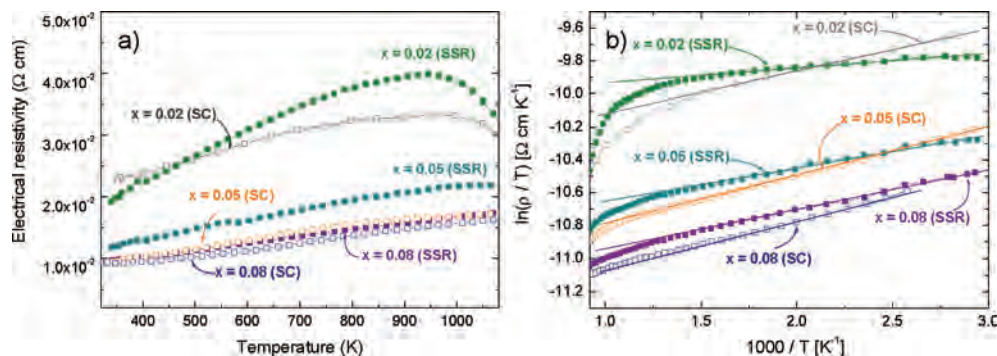 a)
Electrical resistivity (Ω cm)
5.0x10⁻²
4.0x10⁻²
3.0x10⁻²
2.0x10⁻²
1.0x10⁻²
x = 0.02 (SSR)
x = 0.02 (SC)
x = 0.05 (SC)
x = 0.05 (SSR)
x = 0.08 (SC)
x = 0.08 (SSR)
400 500 600 700 800 900 1000
Temperature (K)
b)
ln(ρ / T) [Ω cm K⁻¹]
-9.6
-9.8
-10.0
-10.2
-10.4
-10.6
-10.8
-11.0
-11.2
x = 0.02 (SSR)
x = 0.02 (SC)
x = 0.05 (SC)
x = 0.05 (SSR)
x = 0.08 (SSR)
x = 0.08 (SC)
1.0 1.5 2.0 2.5 3.0
1000 / T [K⁻¹]